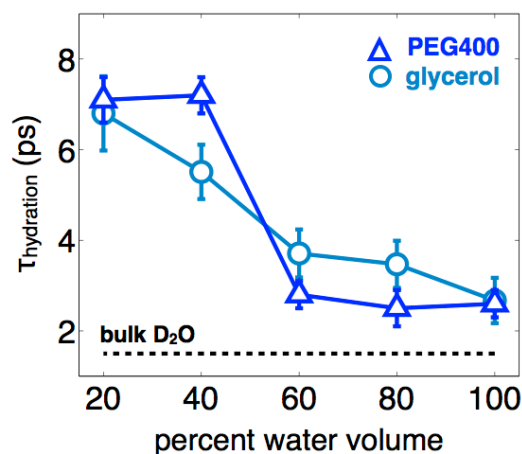 8
6
4
2
τhydration (ps)
PEG400
glycerol
bulk D₂O
20 40 60 80 100
percent water volume